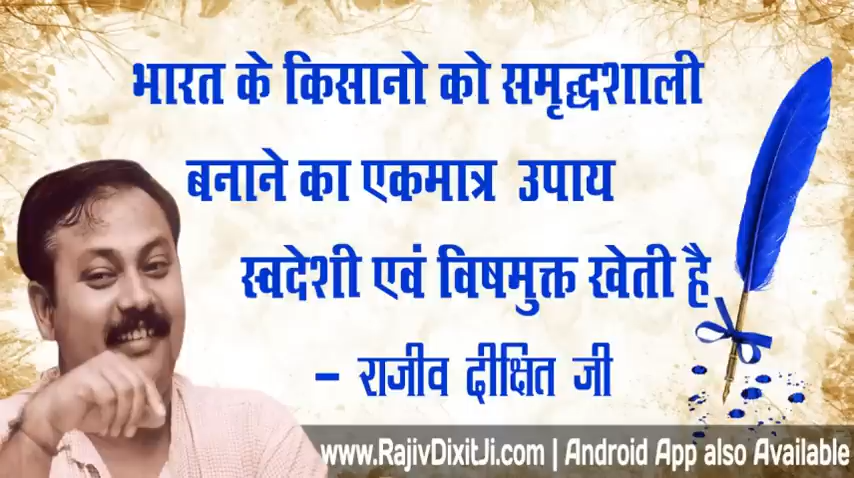 भारत के किसानो को समृद्धशाली
बनाने का एकमात्र उपाय
स्वदेशी एवं विषमुक्त खेती है
– राजीव दीक्षित जी
www.RajivDixitJi.com | Android App also Available